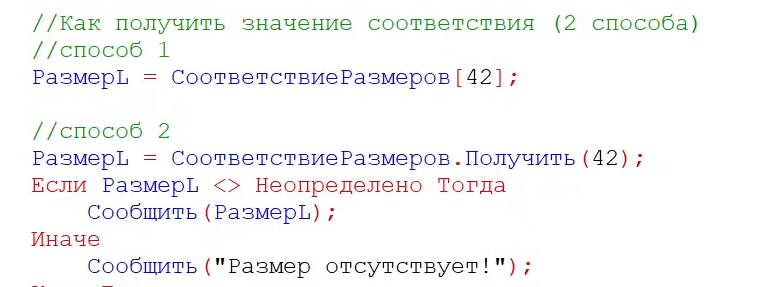 //Как получить значение соответствия (2 способа)
//способ 1
РазмерL = СоответствиеРазмеров[42];
//способ 2
РазмерL = СоответствиеРазмеров.Получить(42);
Если РазмерL <> Неопределено Тогда
Сообщить(РазмерL);
Иначе
Сообщить("Размер отсутствует!");